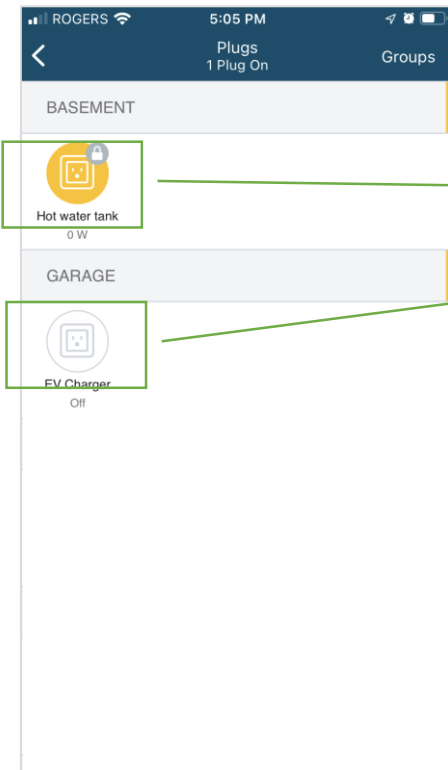 ROGERS 5:05 PM
Plugs
1 Plug On
Groups
BASEMENT
Hot water tank
0 W
GARAGE
EV Charger
Off